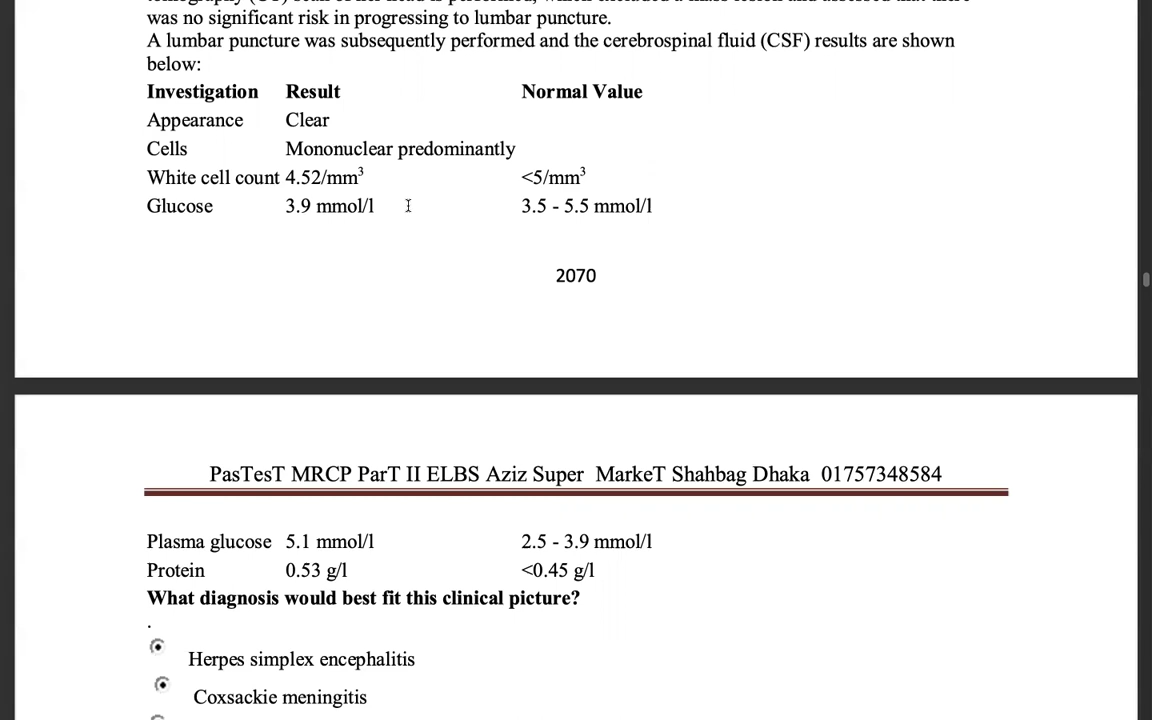 was no significant risk in progressing to lumbar puncture.
A lumbar puncture was subsequently performed and the cerebrospinal fluid (CSF) results are shown
below:
Investigation Result Normal Value
Appearance Clear
Cells Mononuclear predominantly
White cell count 4.52/mm³ <5/mm³
Glucose 3.9 mmol/l 3.5 - 5.5 mmol/l
2070
PasTesT MRCP ParT II ELBS Aziz Super MarkeT Shahbag Dhaka 01757348584
Plasma glucose 5.1 mmol/l 2.5 - 3.9 mmol/l
Protein 0.53 g/l <0.45 g/l
What diagnosis would best fit this clinical picture?
.
Herpes simplex encephalitis
Coxsackie meningitis